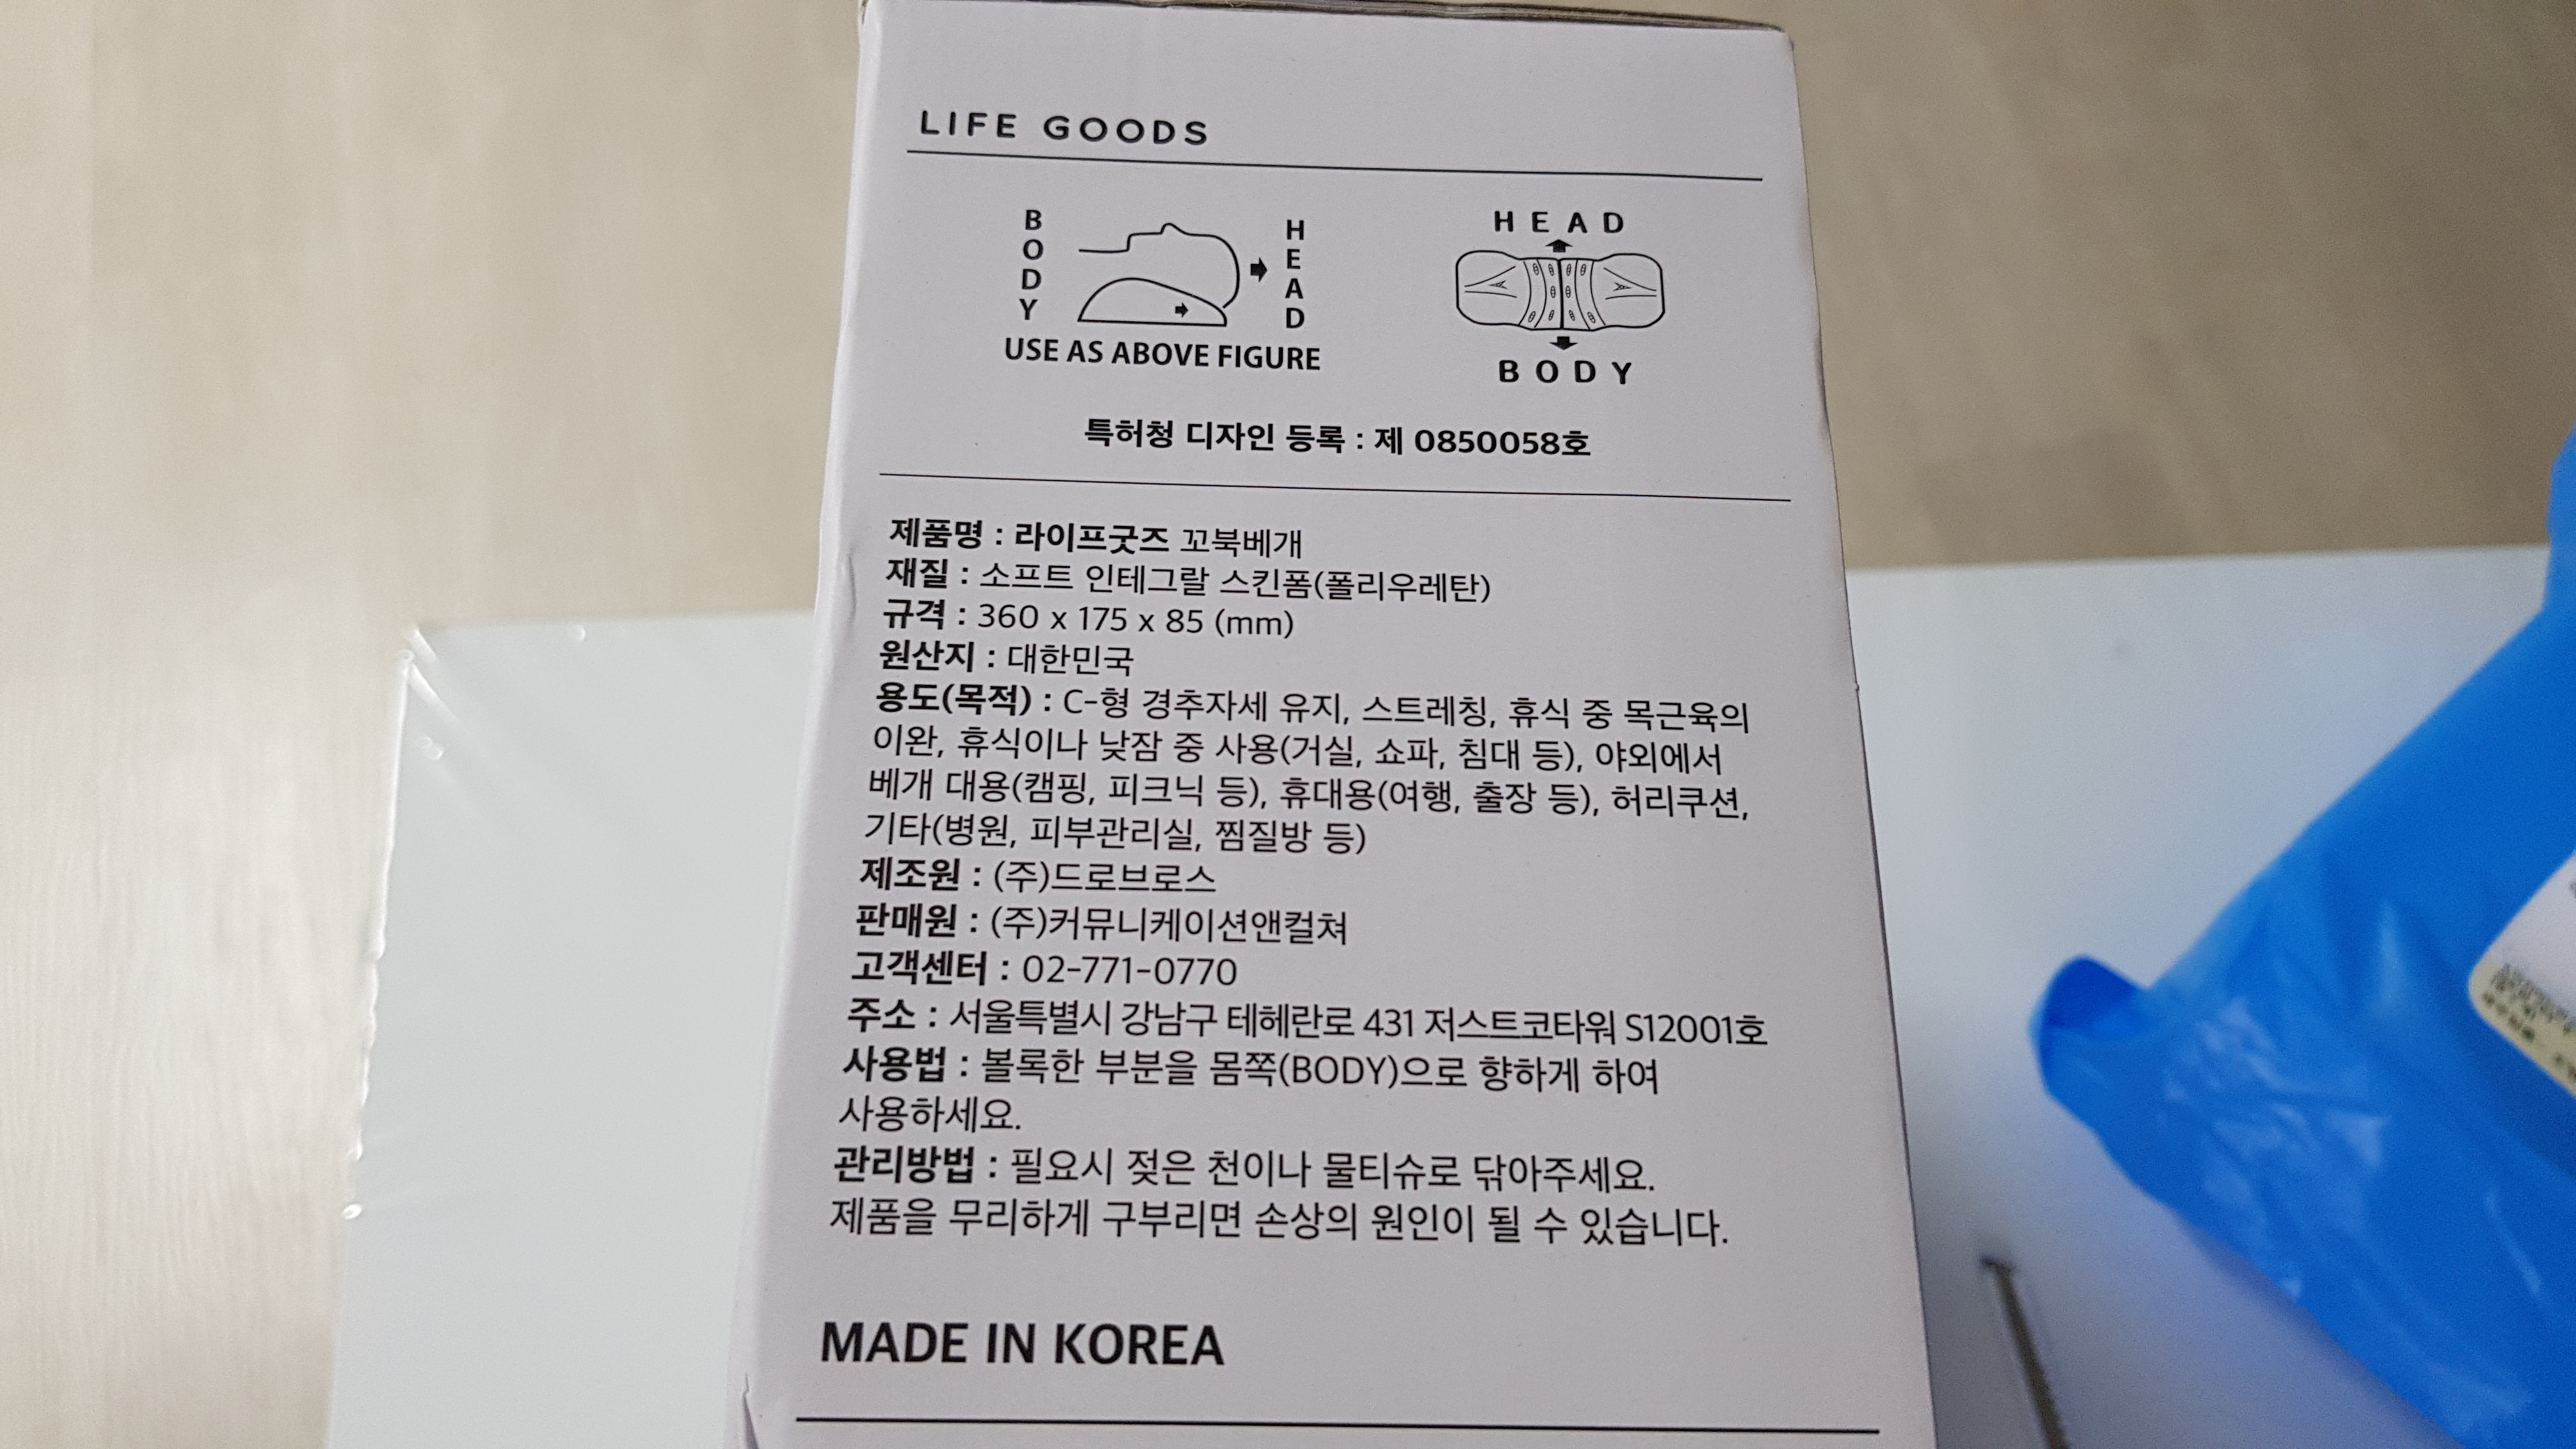 LIFE GOODS
BODY
HEAD
USE AS ABOVE FIGURE
HEAD
BODY
특허청 디자인 등록 : 제 0850058호
제품명 : 라이프굿즈 꼬북베개
재질 : 소프트 인테그랄 스킨폼(폴리우레탄)
규격 : 360 x 175 x 85 (mm)
원산지 : 대한민국
용도(목적) : C-형 경추자세 유지, 스트레칭, 휴식 중 목근육의
이완, 휴식이나 낮잠 중 사용(거실, 쇼파, 침대 등), 야외에서
베개 대용(캠핑, 피크닉 등), 휴대용(여행, 출장 등), 허리쿠션,
기타(병원, 피부관리실, 찜질방 등)
제조원 : (주)드로브로스
판매원 : (주)커뮤니케이션앤컬쳐
고객센터 : 02-771-0770
주소 : 서울특별시 강남구 테헤란로 431 저스트코타워 S12001호
사용법 : 볼록한 부분을 몸쪽(BODY)으로 향하게 하여
사용하세요.
관리방법 : 필요시 젖은 천이나 물티슈로 닦아주세요.
제품을 무리하게 구부리면 손상의 원인이 될 수 있습니다.
MADE IN KOREA